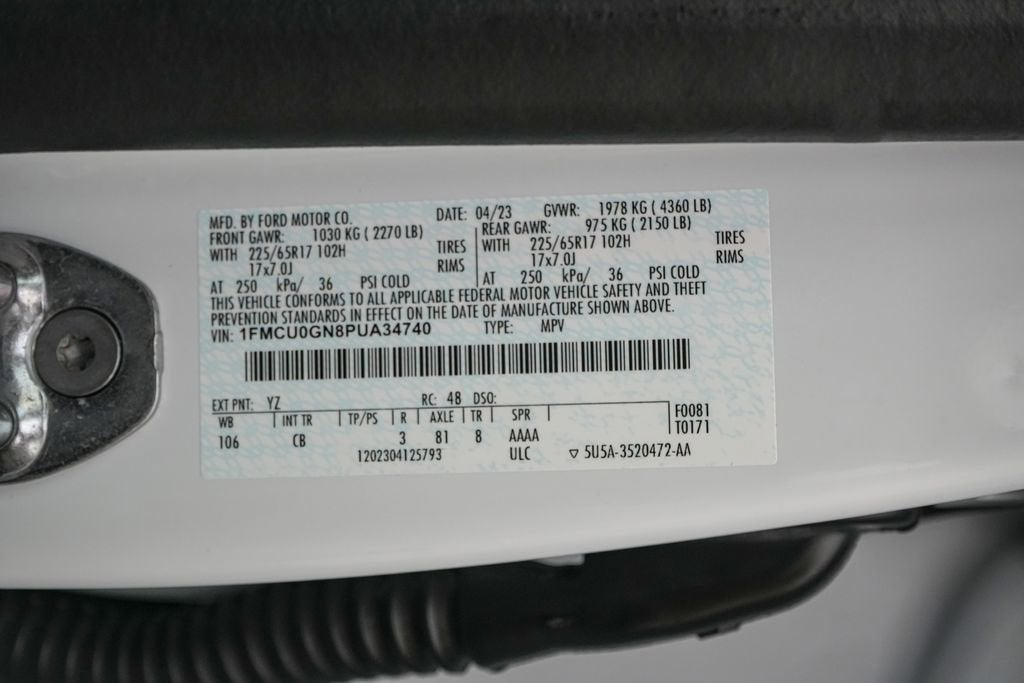 MFD. BY FORD MOTOR CO. DATE: 04/23 GVWR: 1978 KG ( 4360 LB)
FRONT GAWR: 1030 KG ( 2270 LB) REAR GAWR: 975 KG ( 2150 LB)
WITH 225/65R17 102H TIRES WITH 225/65R17 102H TIRES
17x7.0J RIMS 17x7.0J RIMS
AT 250 kPa/ 36 PSI COLD AT 250 kPa/ 36 PSI COLD
THIS VEHICLE CONFORMS TO ALL APPLICABLE FEDERAL MOTOR VEHICLE SAFETY AND THEFT
PREVENTION STANDARDS IN EFFECT ON THE DATE OF MANUFACTURE SHOWN ABOVE.
VIN: 1FMCU0GN8PUA34740 TYPE: MPV
EXT PNT: YZ RC: 48 DSO:
WB INT TR TP/PS R AXLE TR SPR F0081
106 CB 3 81 8 AAAA T0171
1202304125793 ULC ▽ 5U5A-3520472-AA